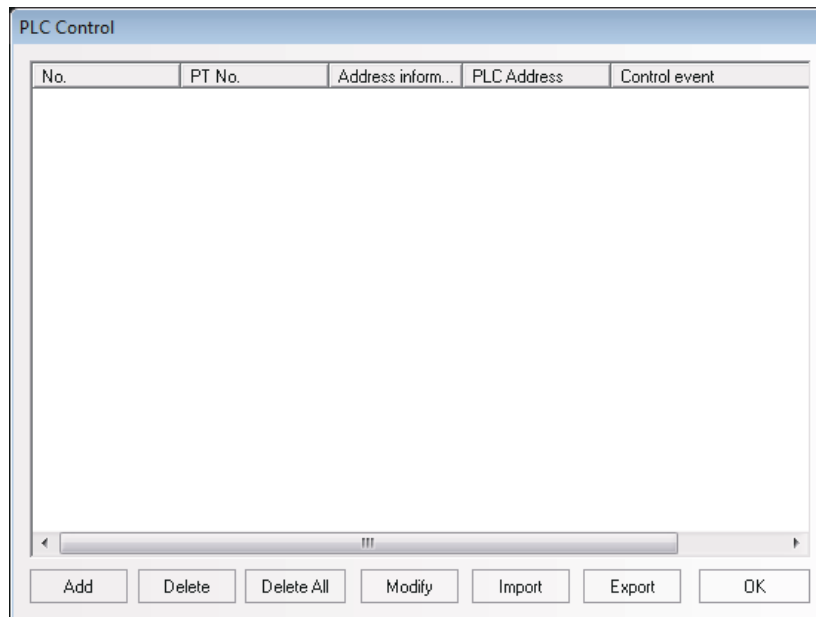 PLC Control
No. PT No. Address inform... PLC Address Control event
Add Delete Delete All Modify Import Export OK